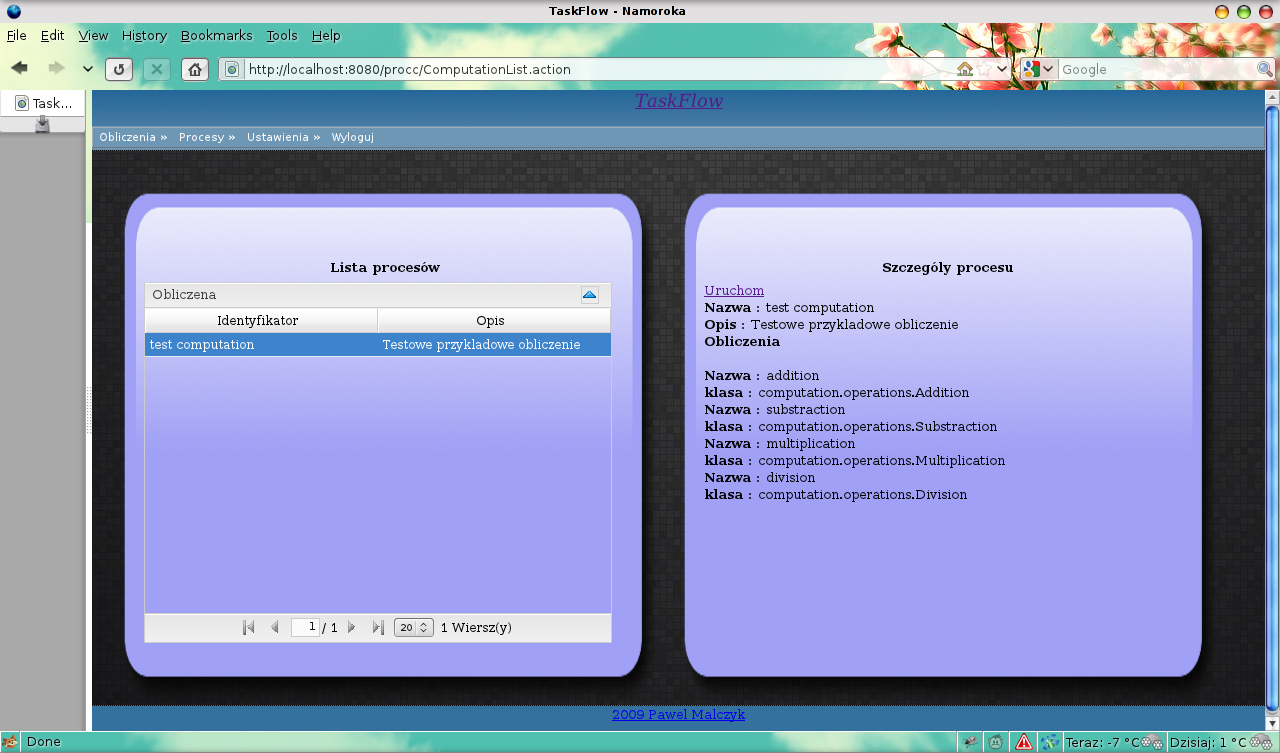 TaskFlow - Namoroka
File Edit View History Bookmarks Tools Help
http://localhost:8080/procc/ComputationList.action
Google
Task...
TaskFlow
Obliczenia » Procesy » Ustawienia » Wyloguj
Lista procesów
Obliczena
Identyfikator Opis
test computation Testowe przykladowe obliczenie
1 / 1 20 1 Wiersz(y)
Szczególy procesu
Uruchom
Nazwa : test computation
Opis : Testowe przykladowe obliczenie
Obliczenia
Nazwa : addition
klasa : computation.operations.Addition
Nazwa : substraction
klasa : computation.operations.Substraction
Nazwa : multiplication
klasa : computation.operations.Multiplication
Nazwa : division
klasa : computation.operations.Division
2009 Pawel Malczyk
Done
Teraz: -7 °C Dzisiaj: 1 °C